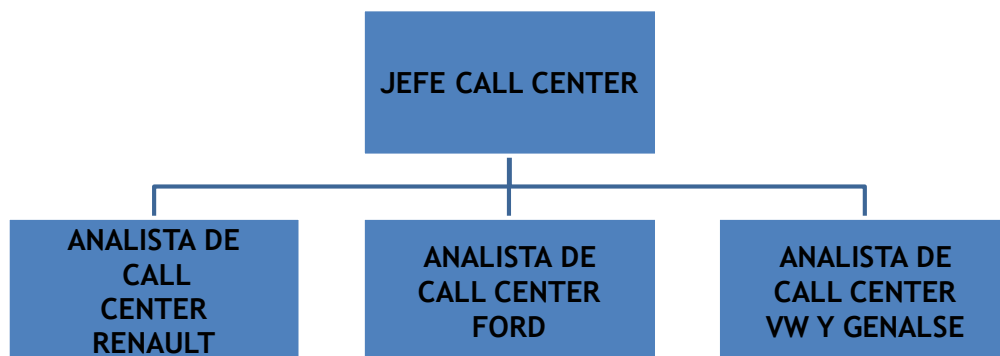 JEFE CALL CENTER
ANALISTA DE
CALL
CENTER
RENAULT
ANALISTA DE
CALL CENTER
FORD
ANALISTA DE
CALL CENTER
VW Y GENALSE